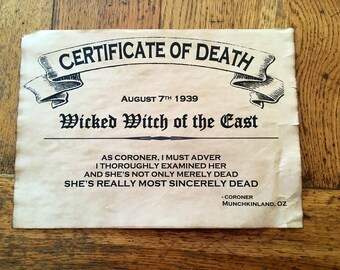 CERTIFICATE OF DEATH
AUGUST 7TH 1939
Wicked Witch of the East
AS CORONER, I MUST ADVER
I THOROUGHLY EXAMINED HER
AND SHE'S NOT ONLY MERELY DEAD
SHE'S REALLY MOST SINCERELY DEAD
- CORONER
MUNCHKINLAND, OZ